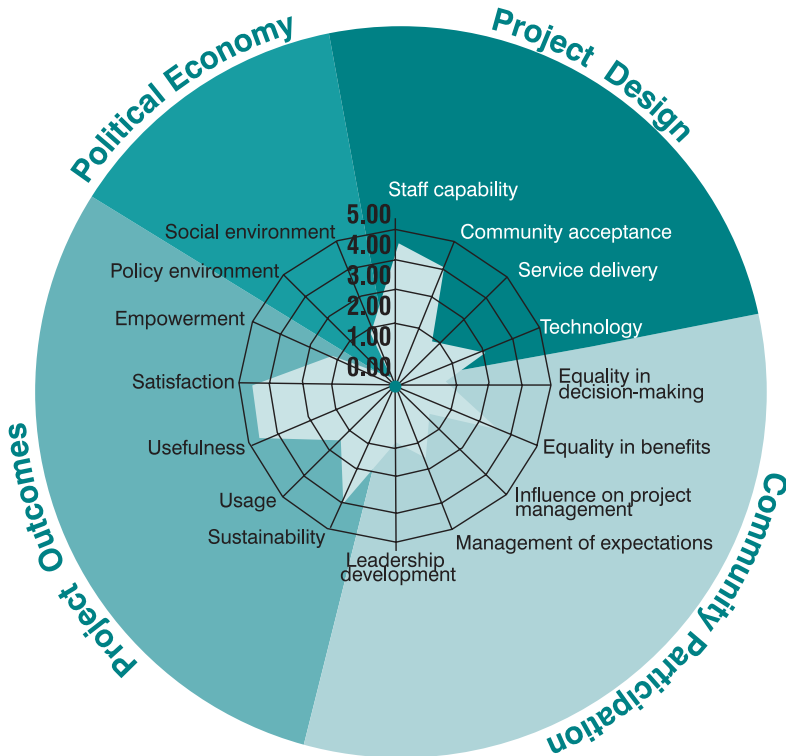 Political Economy
Project Design
Staff capability
5.00
Social environment
Community acceptance
4.00
Policy environment
Service delivery
3.00
Empowerment
2.00
Technology
1.00
Satisfaction
0.00
Equality in
decision-making
Usefulness
Equality in benefits
Usage
Influence on project
management
Sustainability
Management of expectations
Leadership
development
Project Outcomes
Community Participation